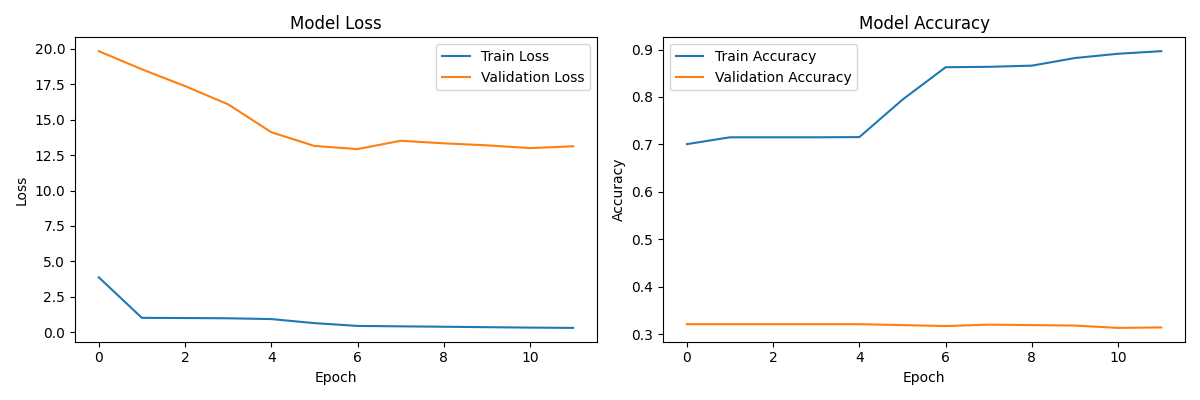 Model Loss
20.0
17.5
15.0
12.5
10.0
7.5
5.0
2.5
0.0
Loss
Train Loss
Validation Loss
0 2 4 6 8 10
Epoch
Model Accuracy
0.9
0.8
0.7
0.6
0.5
0.4
0.3
Accuracy
Train Accuracy
Validation Accuracy
0 2 4 6 8 10
Epoch